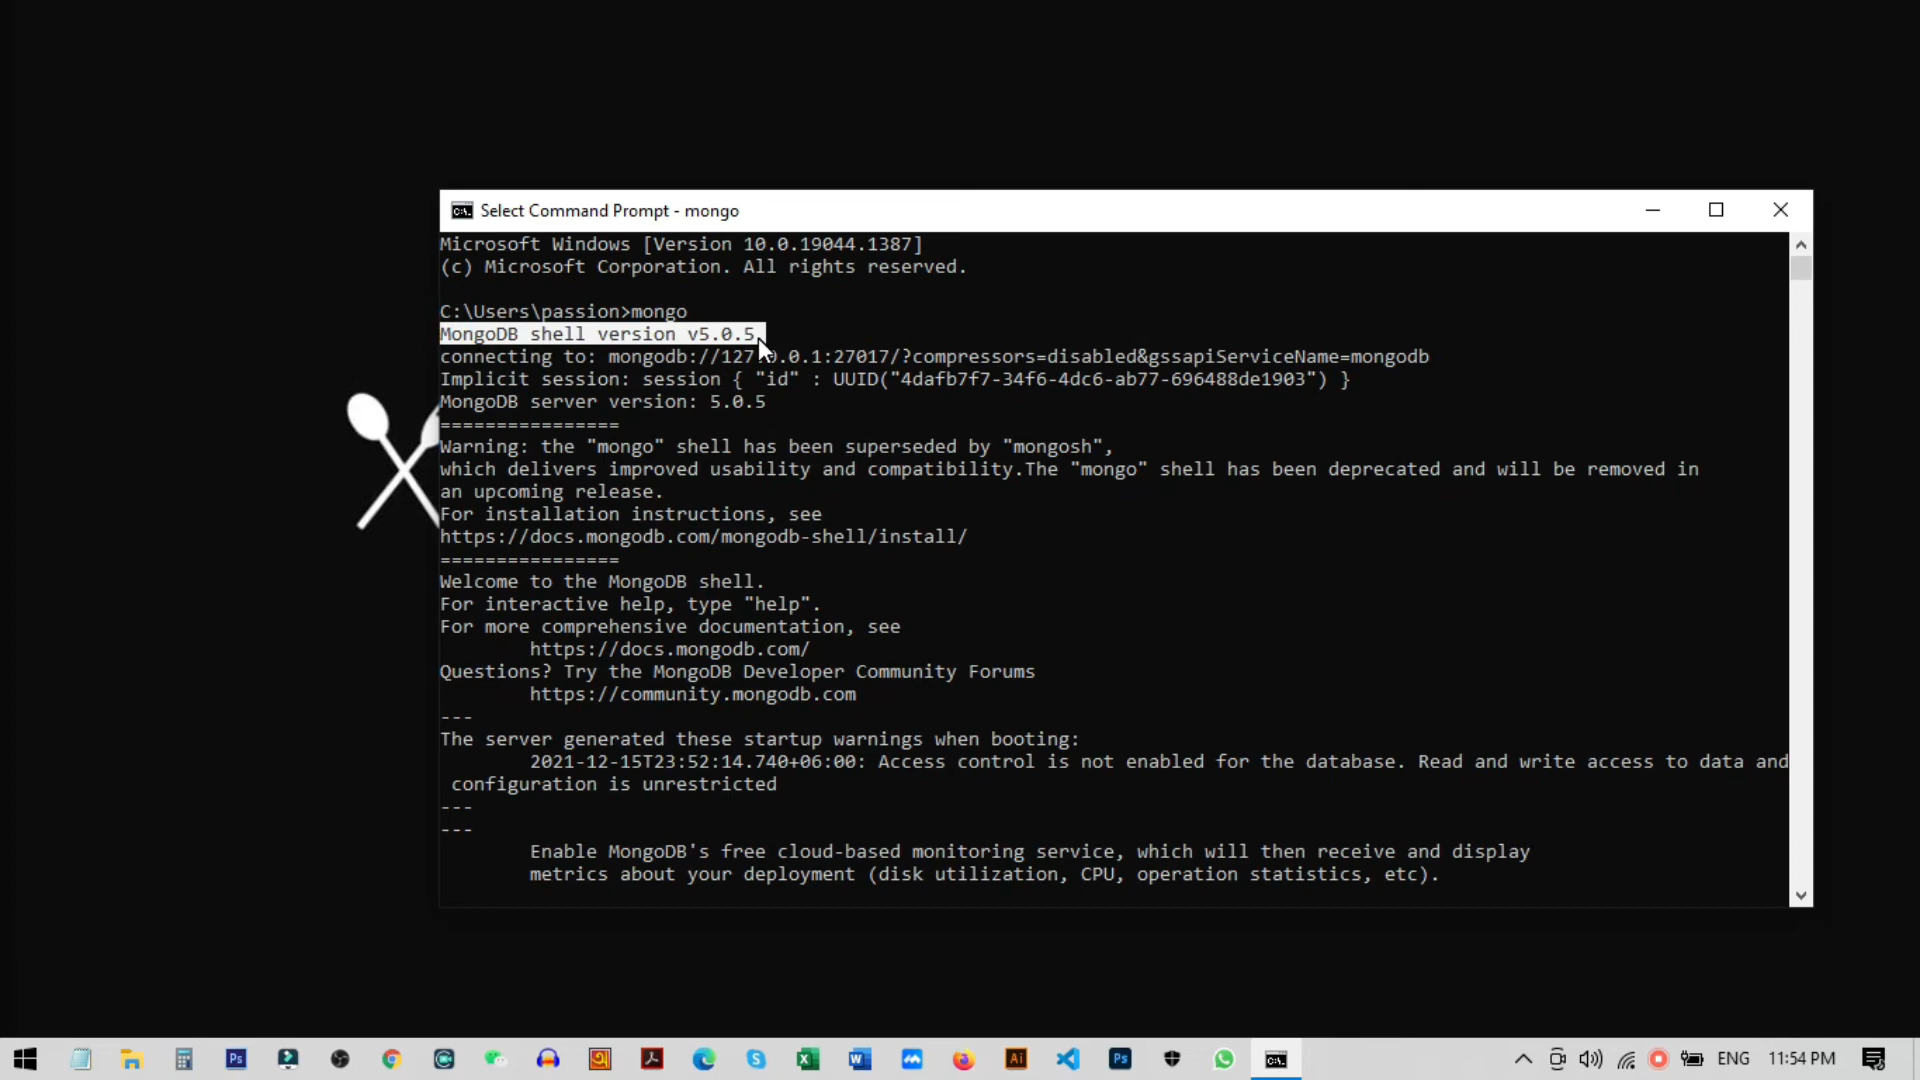 Select Command Prompt - mongo
Microsoft Windows [Version 10.0.19044.1387]
(c) Microsoft Corporation. All rights reserved.
C:\Users\passion>mongo
MongoDB shell version v5.0.5
connecting to: mongodb://127.0.0.1:27017/?compressors=disabled&gssapiServiceName=mongodb
Implicit session: session { "id" : UUID("4dafb7f7-34f6-4dc6-ab77-696488de1903") }
MongoDB server version: 5.0.5
================
Warning: the "mongo" shell has been superseded by "mongosh",
which delivers improved usability and compatibility.The "mongo" shell has been deprecated and will be removed in
an upcoming release.
For installation instructions, see
https://docs.mongodb.com/mongodb-shell/install/
================
Welcome to the MongoDB shell.
For interactive help, type "help".
For more comprehensive documentation, see
https://docs.mongodb.com/
Questions? Try the MongoDB Developer Community Forums
https://community.mongodb.com
---
The server generated these startup warnings when booting:
2021-12-15T23:52:14.740+06:00: Access control is not enabled for the database. Read and write access to data and
configuration is unrestricted
---
---
Enable MongoDB's free cloud-based monitoring service, which will then receive and display
metrics about your deployment (disk utilization, CPU, operation statistics, etc).
ENG 11:54 PM